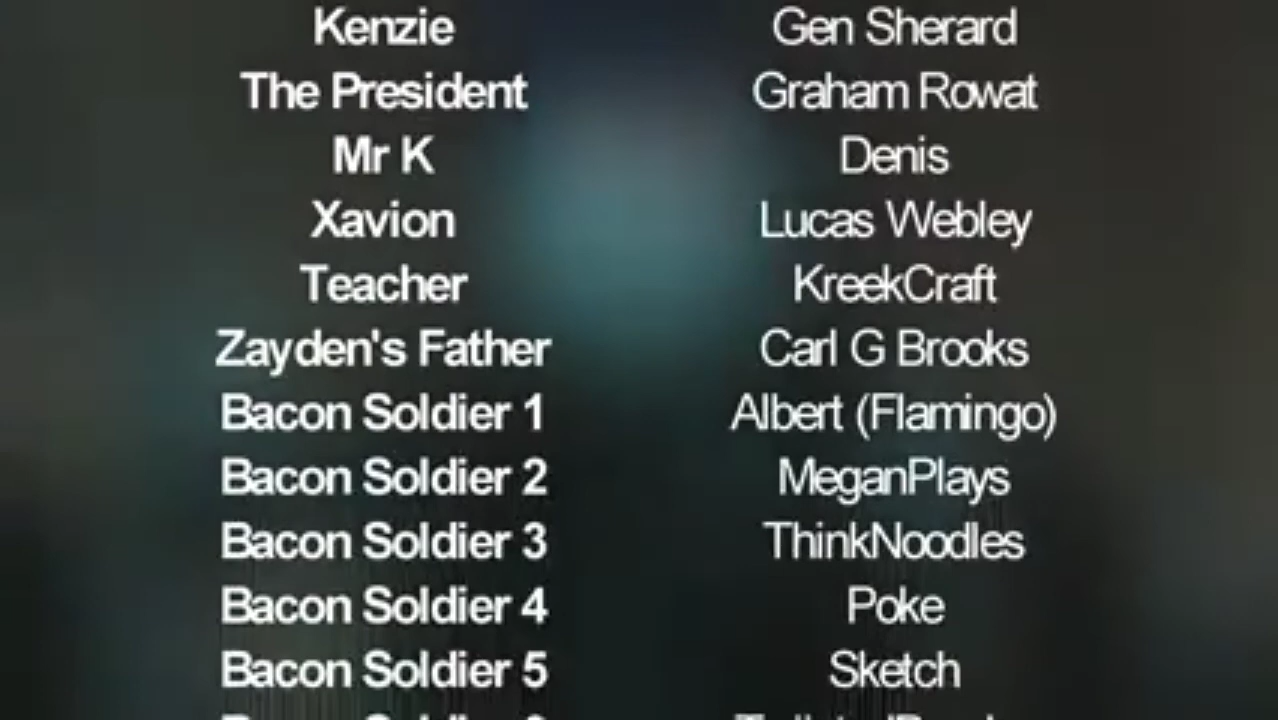 Kenzie Gen Sherard
The President Graham Rowat
Mr K Denis
Xavion Lucas Webley
Teacher KreekCraft
Zayden's Father Carl G Brooks
Bacon Soldier 1 Albert (Flamingo)
Bacon Soldier 2 MeganPlays
Bacon Soldier 3 ThinkNoodles
Bacon Soldier 4 Poke
Bacon Soldier 5 Sketch